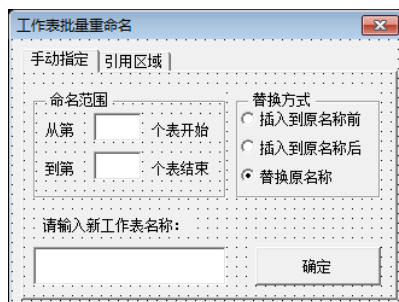 工作表批量重命名
手动指定 引用区域
命名范围
从第 个表开始
到第 个表结束
替换方式
插入到原名称前
插入到原名称后
替换原名称
请输入新工作表名称：
确定